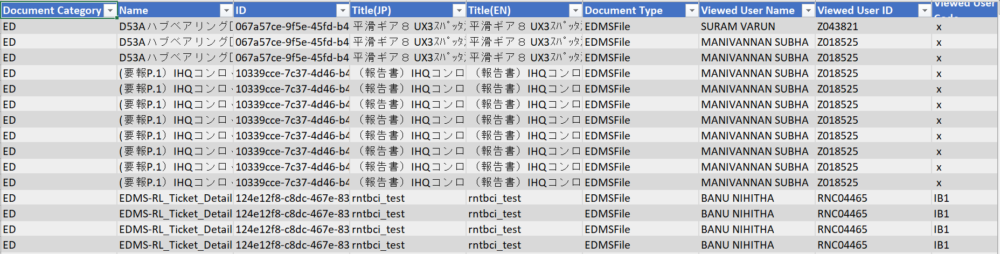 Document Category Name ID Title(JP) Title(EN) Document Type Viewed User Name Viewed User ID Viewed User Code
ED D53Aハブベアリング[ 067a57ce-9f5e-45fd-b4 平滑ギア８ UX3ｽﾊﾟｯﾀ 平滑ギア８ UX3ｽﾊﾟｯﾀ EDMSFile SURAM VARUN Z043821 x
ED D53Aハブベアリング[ 067a57ce-9f5e-45fd-b4 平滑ギア８ UX3ｽﾊﾟｯﾀ 平滑ギア８ UX3ｽﾊﾟｯﾀ EDMSFile MANIVANNAN SUBHA Z018525 x
ED D53Aハブベアリング[ 067a57ce-9f5e-45fd-b4 平滑ギア８ UX3ｽﾊﾟｯﾀ 平滑ギア８ UX3ｽﾊﾟｯﾀ EDMSFile MANIVANNAN SUBHA Z018525 x
ED (要報P.1）IHQコンロ 10339cce-7c37-4d46-b4 （報告書）IHQコンロ （報告書）IHQコンロ EDMSFile MANIVANNAN SUBHA Z018525 x
ED (要報P.1）IHQコンロ 10339cce-7c37-4d46-b4 （報告書）IHQコンロ （報告書）IHQコンロ EDMSFile MANIVANNAN SUBHA Z018525 x
ED (要報P.1）IHQコンロ 10339cce-7c37-4d46-b4 （報告書）IHQコンロ （報告書）IHQコンロ EDMSFile MANIVANNAN SUBHA Z018525 x
ED (要報P.1）IHQコンロ 10339cce-7c37-4d46-b4 （報告書）IHQコンロ （報告書）IHQコンロ EDMSFile MANIVANNAN SUBHA Z018525 x
ED (要報P.1）IHQコンロ 10339cce-7c37-4d46-b4 （報告書）IHQコンロ （報告書）IHQコンロ EDMSFile MANIVANNAN SUBHA Z018525 x
ED (要報P.1）IHQコンロ 10339cce-7c37-4d46-b4 （報告書）IHQコンロ （報告書）IHQコンロ EDMSFile MANIVANNAN SUBHA Z018525 x
ED (要報P.1）IHQコンロ 10339cce-7c37-4d46-b4 （報告書）IHQコンロ （報告書）IHQコンロ EDMSFile MANIVANNAN SUBHA Z018525 x
ED (要報P.1）IHQコンロ 10339cce-7c37-4d46-b4 （報告書）IHQコンロ （報告書）IHQコンロ EDMSFile MANIVANNAN SUBHA Z018525 x
ED EDMS-RL_Ticket_Detail 124e12f8-c8dc-467e-83 rntbci_test rntbci_test EDMSFile BANU NIHITHA RNC04465 IB1
ED EDMS-RL_Ticket_Detail 124e12f8-c8dc-467e-83 rntbci_test rntbci_test EDMSFile BANU NIHITHA RNC04465 IB1
ED EDMS-RL_Ticket_Detail 124e12f8-c8dc-467e-83 rntbci_test rntbci_test EDMSFile BANU NIHITHA RNC04465 IB1
ED EDMS-RL_Ticket_Detail 124e12f8-c8dc-467e-83 rntbci_test rntbci_test EDMSFile BANU NIHITHA RNC04465 IB1